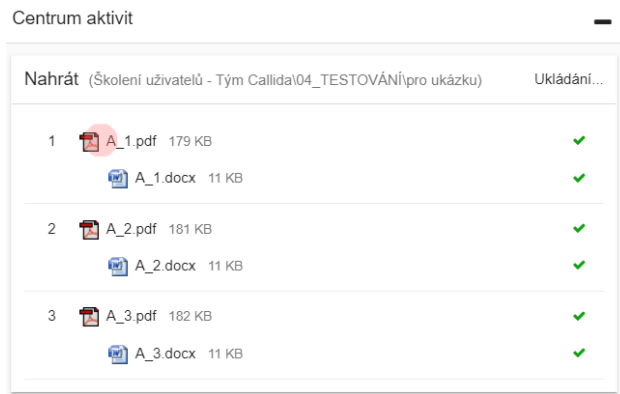 Centrum aktivit
Nahrát (Školení uživatelů - Tým Callida\04_TESTOVÁNÍ\pro ukázku) Ukládání...
1 A_1.pdf 179 KB
A_1.docx 11 KB
2 A_2.pdf 181 KB
A_2.docx 11 KB
3 A_3.pdf 182 KB
A_3.docx 11 KB